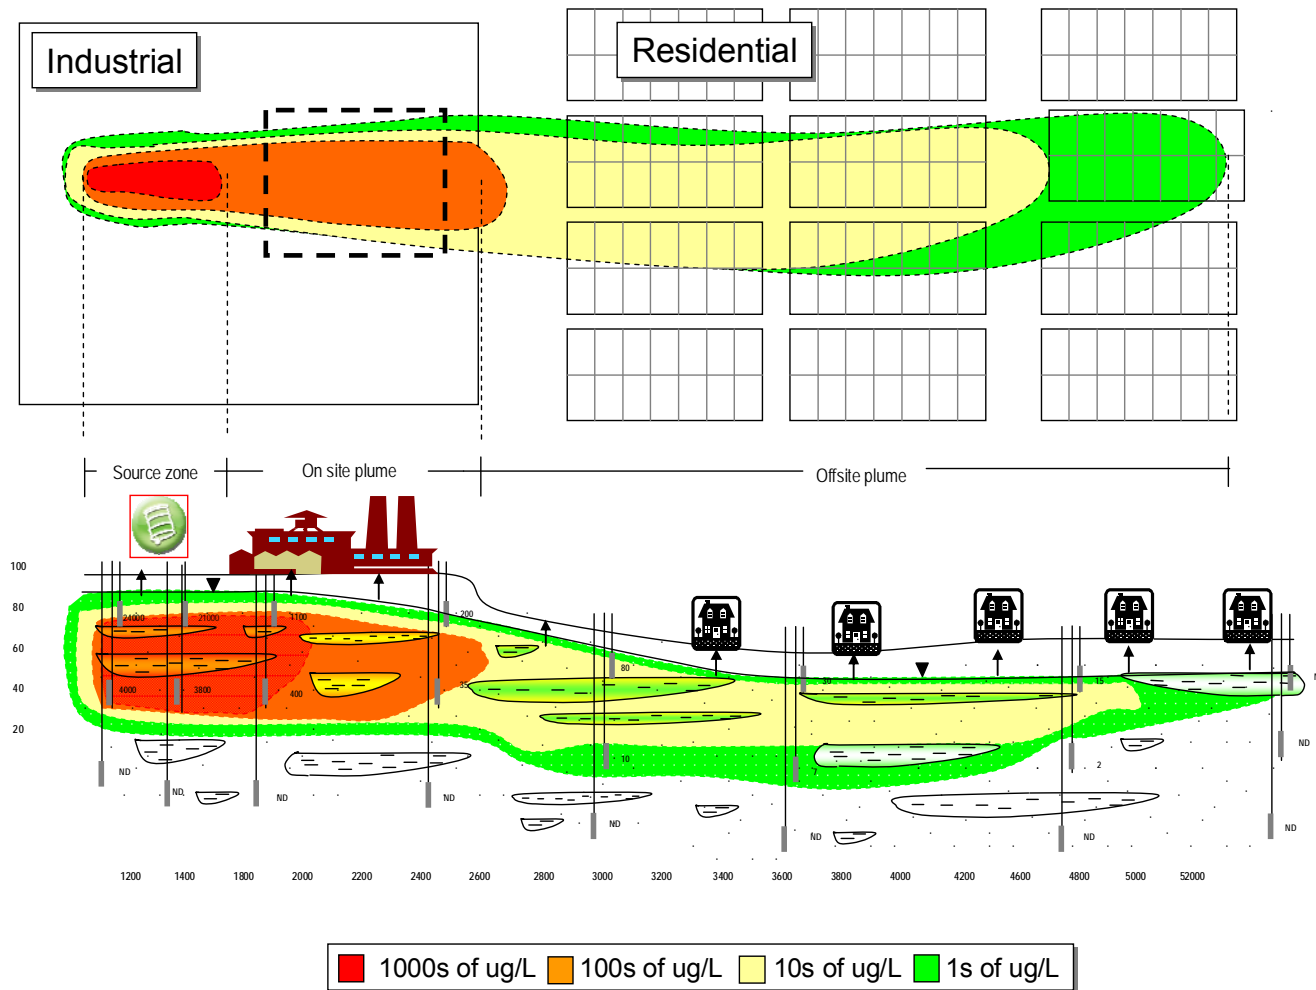 Industrial
Residential
Source zone
On site plume
Offsite plume
100
80
60
40
20
24000
21000
1100
200
4000
3800
400
35
80
30
15
10
7
2
ND
ND
ND
ND
ND
ND
ND
ND
ND
1200 1400 1800 2000 2200 2400 2600 2800 3000 3200 3400 3600 3800 4000 4200 4600 4800 5000 52000
1000s of ug/L 100s of ug/L 10s of ug/L 1s of ug/L